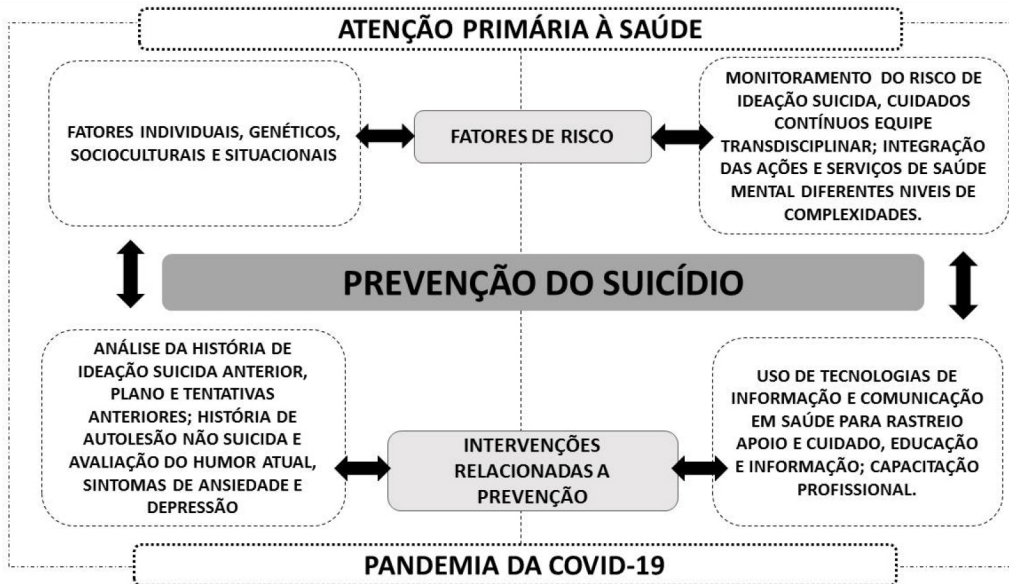 ATENÇÃO PRIMÁRIA À SAÚDE
FATORES INDIVIDUAIS, GENÉTICOS,
SOCIOCULTURAIS E SITUACIONAIS
FATORES DE RISCO
MONITORAMENTO DO RISCO DE
IDEAÇÃO SUICIDA, CUIDADOS
CONTÍNUOS EQUIPE
TRANSDISCIPLINAR; INTEGRAÇÃO
DAS AÇÕES E SERVIÇOS DE SAÚDE
MENTAL DIFERENTES NIVEIS DE
COMPLEXIDADES.
PREVENÇÃO DO SUICÍDIO
ANÁLISE DA HISTÓRIA DE
IDEAÇÃO SUICIDA ANTERIOR,
PLANO E TENTATIVAS
ANTERIORES; HISTÓRIA DE
AUTOLESÃO NÃO SUICIDA E
AVALIAÇÃO DO HUMOR ATUAL,
SINTOMAS DE ANSIEDADE E
DEPRESSÃO
INTERVENÇÕES
RELACIONADAS A
PREVENÇÃO
USO DE TECNOLOGIAS DE
INFORMAÇÃO E COMUNICAÇÃO
EM SAÚDE PARA RASTREIO
APOIO E CUIDADO, EDUCAÇÃO
E INFORMAÇÃO; CAPACITAÇÃO
PROFISSIONAL.
PANDEMIA DA COVID-19